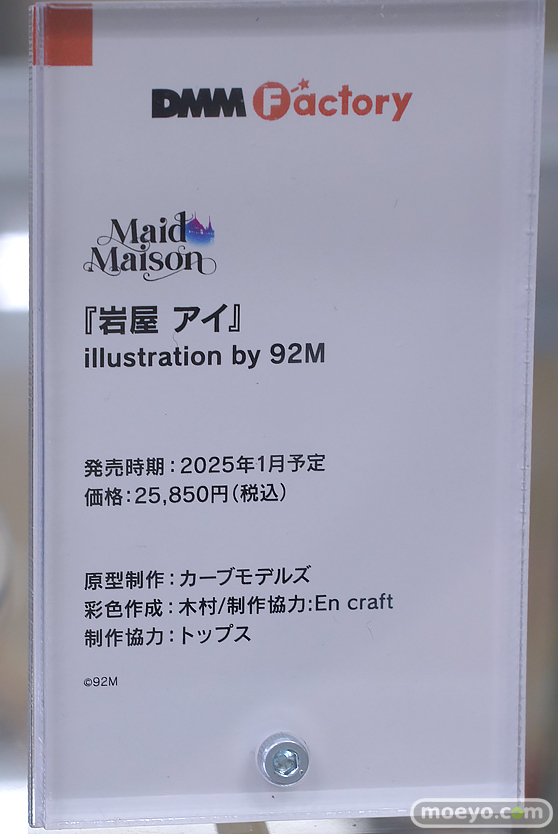 DMM Factory
Maid
Maison
『岩屋 アイ』
illustration by 92M
発売時期：2025年1月予定
価格：25,850円（税込）
原型制作：カーブモデルズ
彩色作成：木村/制作協力:En craft
制作協力：トップス
©92M
moeyo.com